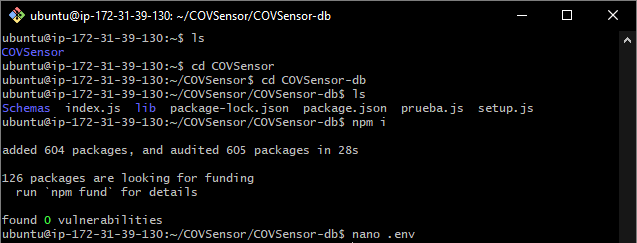 ubuntu@ip-172-31-39-130: ~/COVSensor/COVSensor-db
ubuntu@ip-172-31-39-130:~$ ls
COVSensor
ubuntu@ip-172-31-39-130:~$ cd COVSensor
ubuntu@ip-172-31-39-130:~/COVSensor$ cd COVSensor-db
ubuntu@ip-172-31-39-130:~/COVSensor/COVSensor-db$ ls
Schemas  index.js  lib  package-lock.json  package.json  prueba.js  setup.js
ubuntu@ip-172-31-39-130:~/COVSensor/COVSensor-db$ npm i
added 604 packages, and audited 605 packages in 28s
126 packages are looking for funding
  run `npm fund` for details
found 0 vulnerabilities
ubuntu@ip-172-31-39-130:~/COVSensor/COVSensor-db$ nano .env